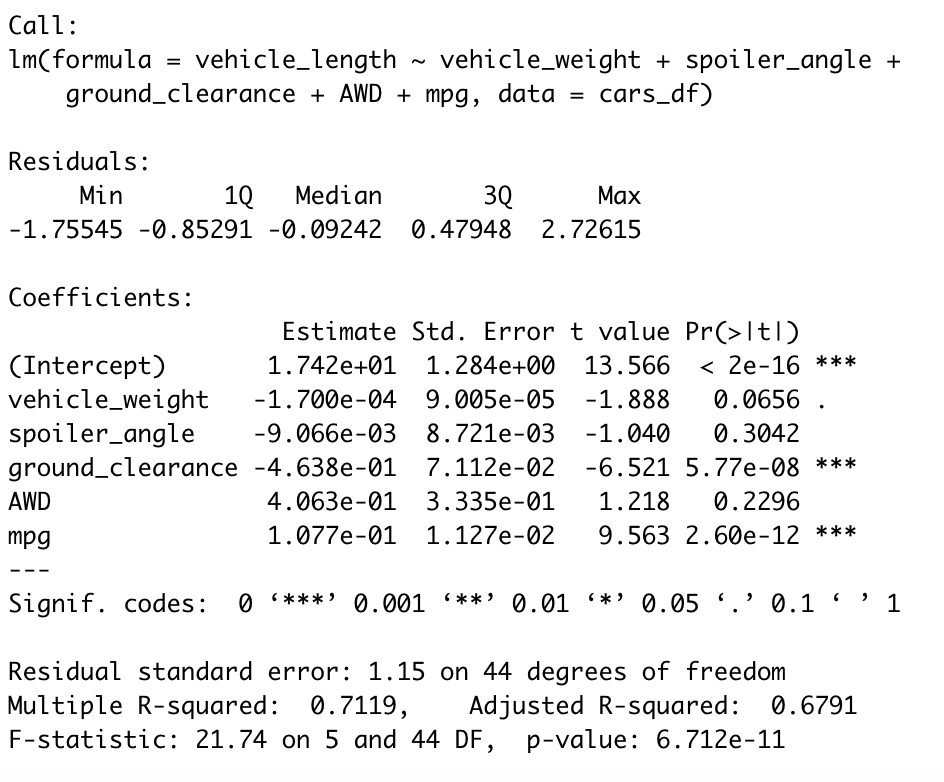 Call:
lm(formula = vehicle_length ~ vehicle_weight + spoiler_angle +
    ground_clearance + AWD + mpg, data = cars_df)

Residuals:
     Min       1Q   Median       3Q      Max
-1.75545 -0.85291 -0.09242  0.47948  2.72615

Coefficients:
                   Estimate Std. Error t value Pr(>|t|)
(Intercept)       1.742e+01  1.284e+00  13.566  < 2e-16 ***
vehicle_weight   -1.700e-04  9.005e-05  -1.888   0.0656 .
spoiler_angle    -9.066e-03  8.721e-03  -1.040   0.3042
ground_clearance -4.638e-01  7.112e-02  -6.521 5.77e-08 ***
AWD               4.063e-01  3.335e-01   1.218   0.2296
mpg               1.077e-01  1.127e-02   9.563 2.60e-12 ***
---
Signif. codes:  0 ‘***’ 0.001 ‘**’ 0.01 ‘*’ 0.05 ‘.’ 0.1 ‘ ’ 1

Residual standard error: 1.15 on 44 degrees of freedom
Multiple R-squared:  0.7119,    Adjusted R-squared:  0.6791
F-statistic: 21.74 on 5 and 44 DF,  p-value: 6.712e-11